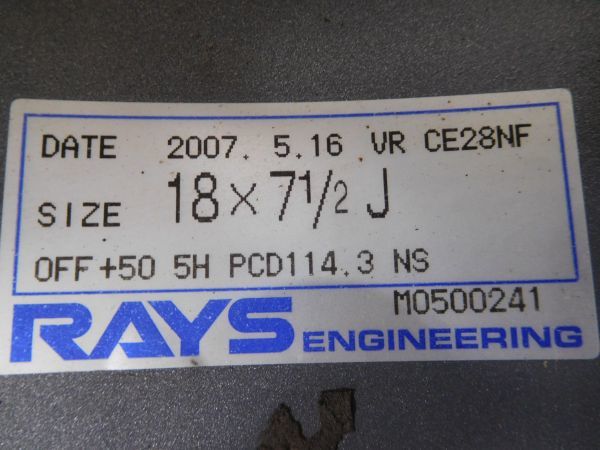 DATE 2007. 5.16 VR CE28NF
SIZE 18×7½ J
OFF+50 5H PCD114.3 NS
M0500241
RAYS ENGINEERING